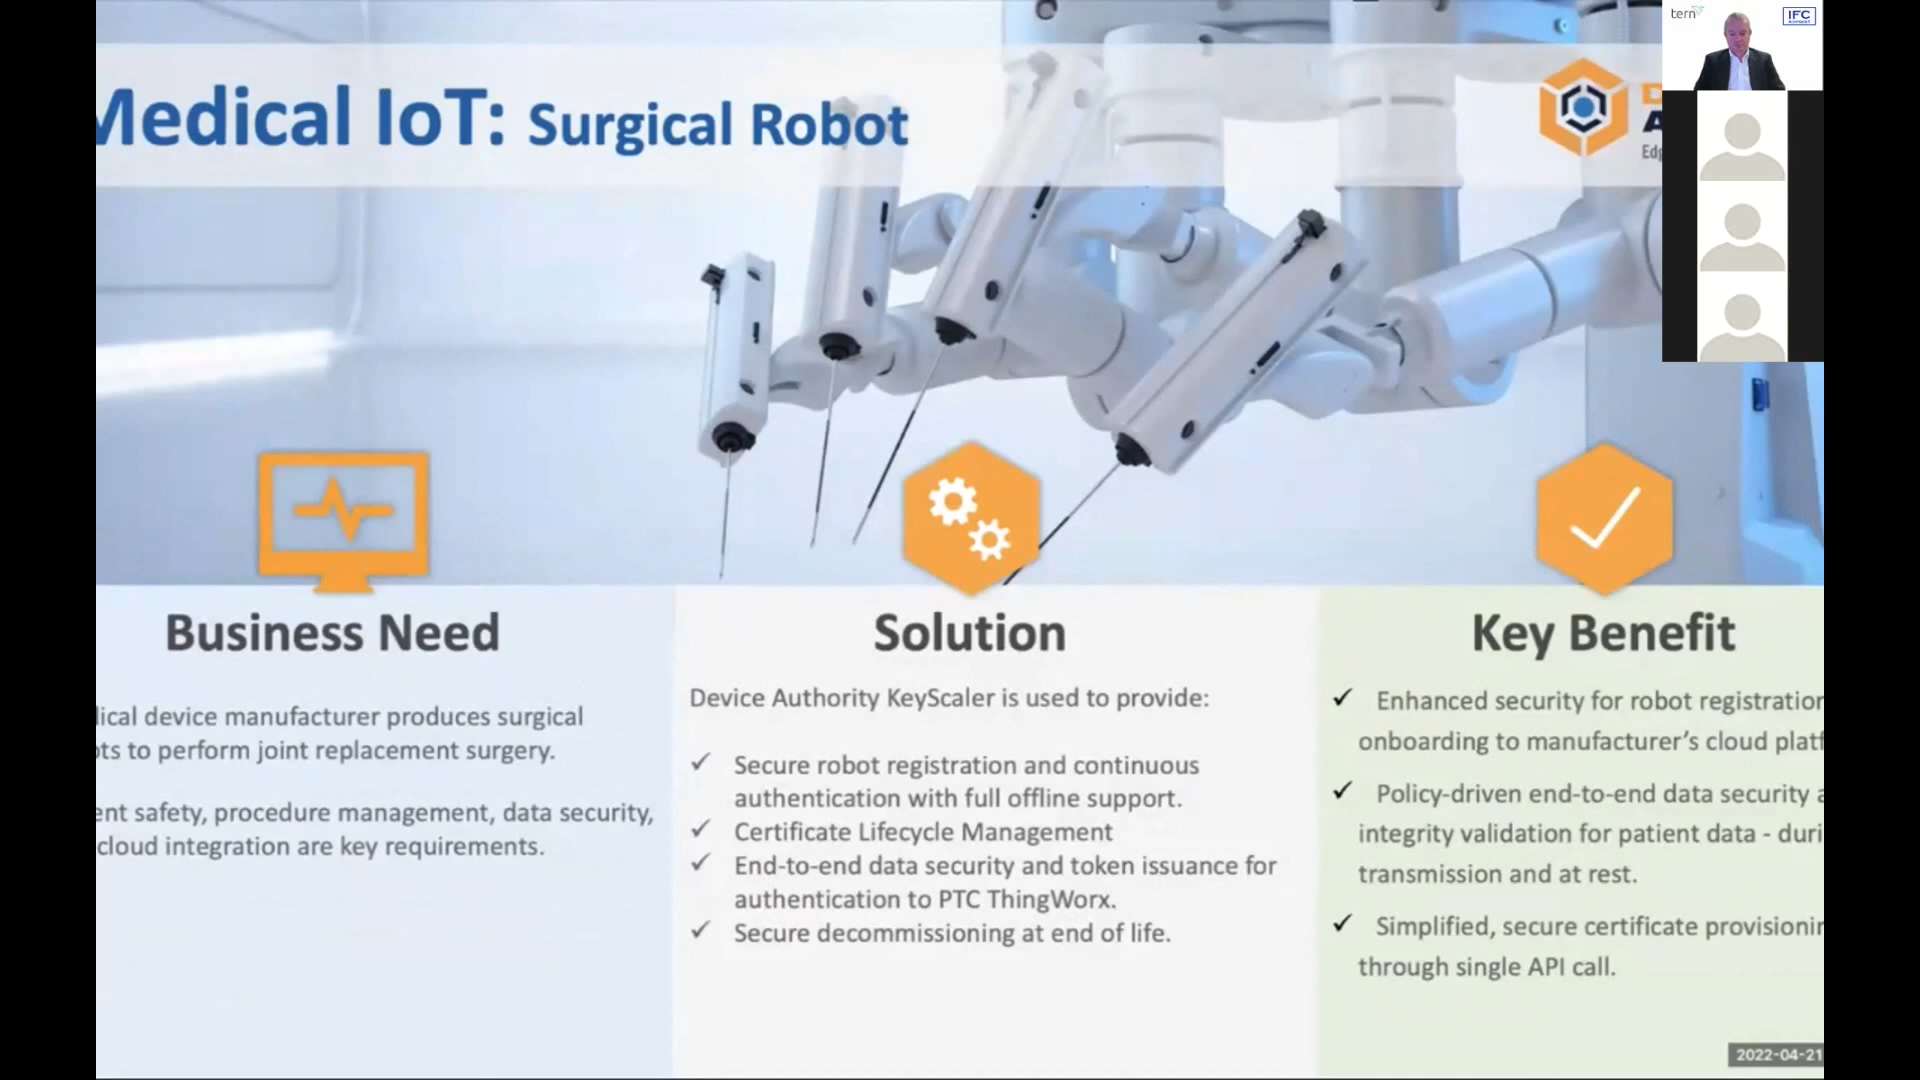 Medical IoT: Surgical Robot
tern
IFC
Business Need
lical device manufacturer produces surgical
ots to perform joint replacement surgery.
ent safety, procedure management, data security,
cloud integration are key requirements.
Solution
Device Authority KeyScaler is used to provide:
✓ Secure robot registration and continuous
authentication with full offline support.
✓ Certificate Lifecycle Management
✓ End-to-end data security and token issuance for
authentication to PTC ThingWorx.
✓ Secure decommissioning at end of life.
Key Benefit
✓ Enhanced security for robot registration
onboarding to manufacturer's cloud platf
✓ Policy-driven end-to-end data security a
integrity validation for patient data - duri
transmission and at rest.
✓ Simplified, secure certificate provisionin
through single API call.
2022-04-21